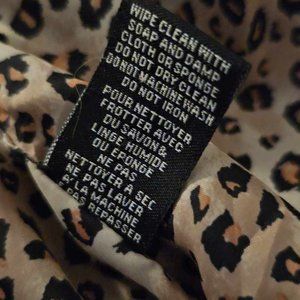 WIPE CLEAN WITH
SOAP AND DAMP
CLOTH OR SPONGE
DO NOT DRY CLEAN
DO NOT MACHINE WASH
DO NOT IRON
POUR NETTOYER
FROTTER AVEC
DU SAVON &
LINGE HUMIDE
OU ÉPONGE
NE PAS
NETTOYER A SEC
NE PAS LAVER
A LA MACHINE
NE PAS REPASSER